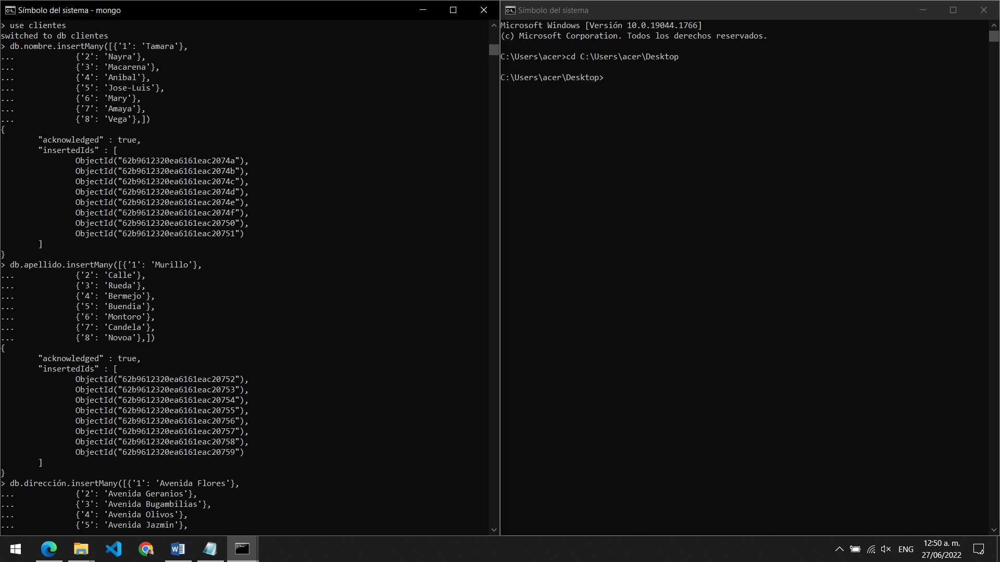 Símbolo del sistema - mongo
> use clientes
switched to db clientes
> db.nombre.insertMany([{'1': 'Tamara'},
...             {'2': 'Nayra'},
...             {'3': 'Macarena'},
...             {'4': 'Anibal'},
...             {'5': 'Jose-Luis'},
...             {'6': 'Mary'},
...             {'7': 'Amaya'},
...             {'8': 'Vega'},])
{
        "acknowledged" : true,
        "insertedIds" : [
                ObjectId("62b9612320ea6161eac2074a"),
                ObjectId("62b9612320ea6161eac2074b"),
                ObjectId("62b9612320ea6161eac2074c"),
                ObjectId("62b9612320ea6161eac2074d"),
                ObjectId("62b9612320ea6161eac2074e"),
                ObjectId("62b9612320ea6161eac2074f"),
                ObjectId("62b9612320ea6161eac20750"),
                ObjectId("62b9612320ea6161eac20751")
        ]
}
> db.apellido.insertMany([{'1': 'Murillo'},
...             {'2': 'Calle'},
...             {'3': 'Rueda'},
...             {'4': 'Bermejo'},
...             {'5': 'Buendia'},
...             {'6': 'Montoro'},
...             {'7': 'Candela'},
...             {'8': 'Novoa'},])
{
        "acknowledged" : true,
        "insertedIds" : [
                ObjectId("62b9612320ea6161eac20752"),
                ObjectId("62b9612320ea6161eac20753"),
                ObjectId("62b9612320ea6161eac20754"),
                ObjectId("62b9612320ea6161eac20755"),
                ObjectId("62b9612320ea6161eac20756"),
                ObjectId("62b9612320ea6161eac20757"),
                ObjectId("62b9612320ea6161eac20758"),
                ObjectId("62b9612320ea6161eac20759")
        ]
}
> db.dirección.insertMany([{'1': 'Avenida Flores'},
...             {'2': 'Avenida Geranios'},
...             {'3': 'Avenida Bugambilias'},
...             {'4': 'Avenida Olivos'},
...             {'5': 'Avenida Jazmin'},
Símbolo del sistema
Microsoft Windows [Versión 10.0.19044.1766]
(c) Microsoft Corporation. Todos los derechos reservados.
C:\Users\acer>cd C:\Users\acer\Desktop
C:\Users\acer\Desktop>
ENG
12:50 a. m.
27/06/2022